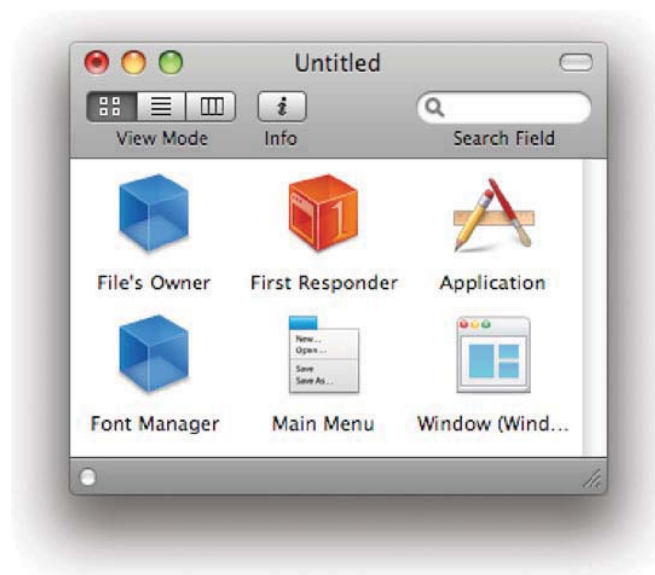 Untitled
View Mode Info Search Field
File's Owner First Responder Application
1
New...
Open...
Save
Save As...
Font Manager Main Menu Window (Wind...